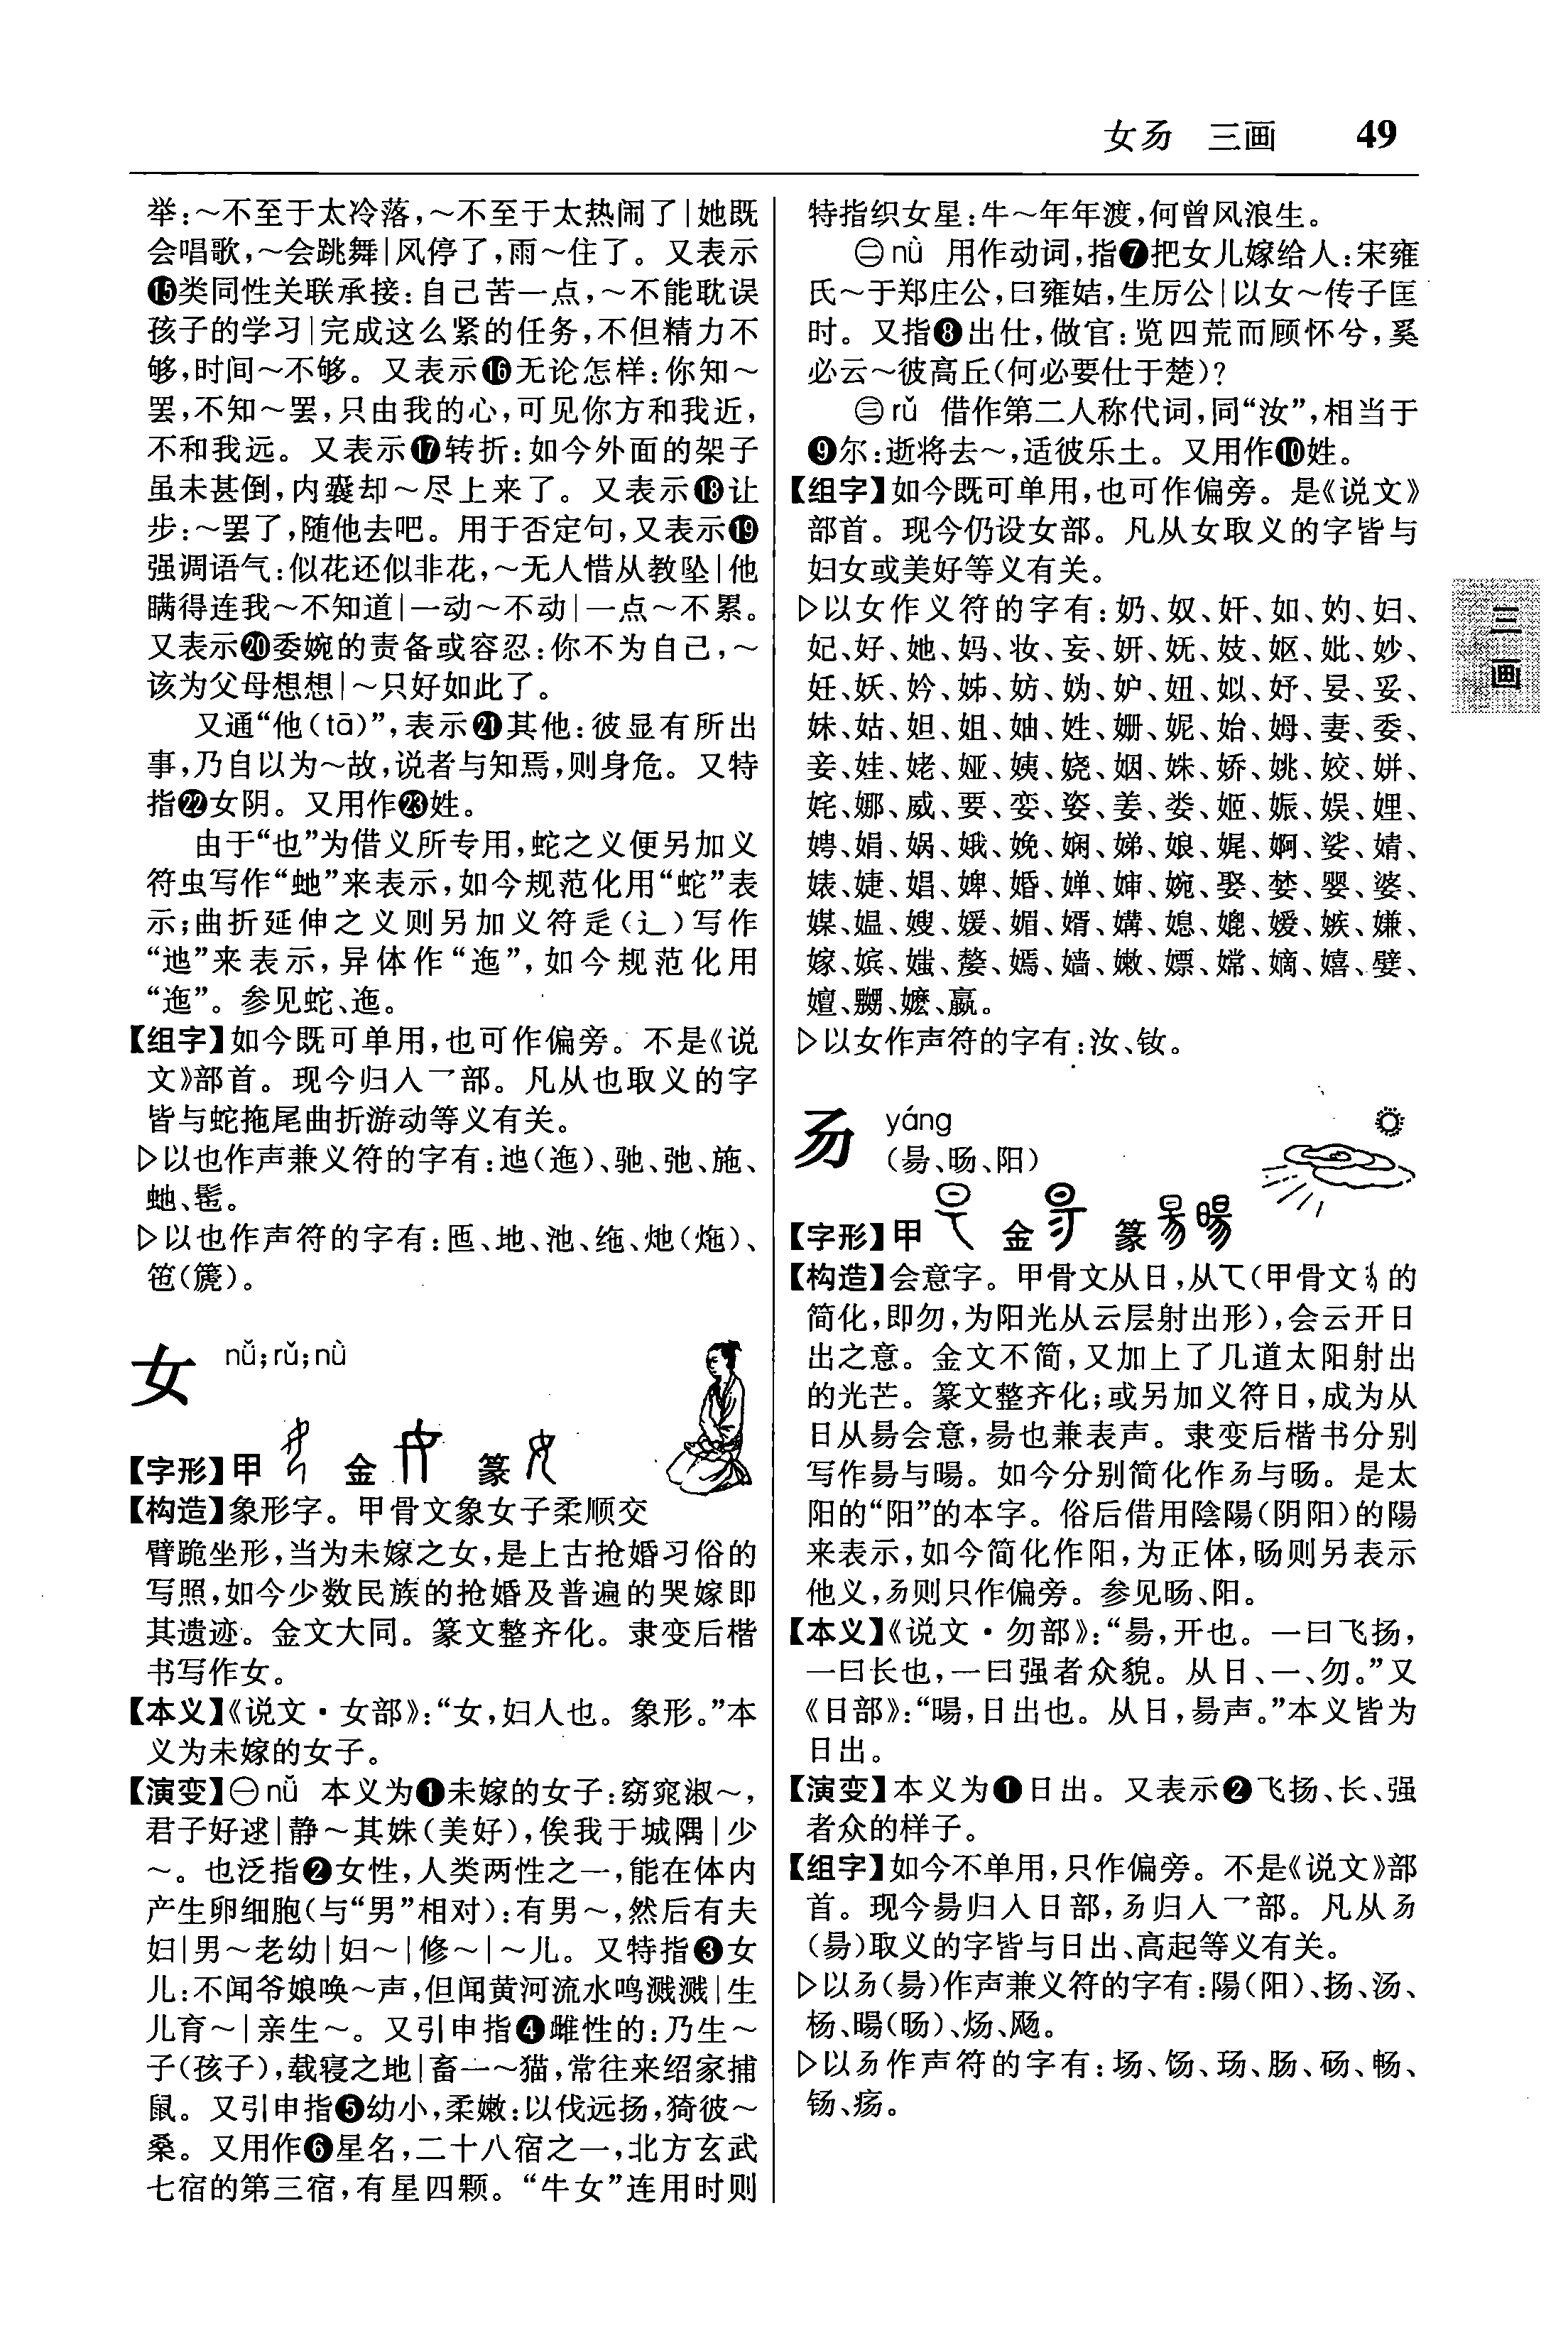 女𠃓 三画 49
举:~不至于太冷落,~不至于太热闹了|她既
会唱歌,~会跳舞|风停了,雨~住了。又表示
⓯类同性关联承接:自己苦一点,~不能耽误
孩子的学习|完成这么紧的任务,不但精力不
够,时间~不够。又表示⓰无论怎样:你知~
罢,不知~罢,只由我的心,可见你方和我近,
不和我远。又表示⓱转折:如今外面的架子
虽未甚倒,内囊却~尽上来了。又表示⓲让
步:~罢了,随他去吧。用于否定句,又表示⓳
强调语气:似花还似非花,~无人惜从教坠|他
瞒得连我~不知道|一动~不动|一点~不累。
又表示⓴委婉的责备或容忍:你不为自己,~
该为父母想想|~只好如此了。
又通“他(tā)”,表示㉑其他:彼显有所出
事,乃自以为~故,说者与知焉,则身危。又特
指㉒女阴。又用作㉓姓。
由于“也”为借义所专用,蛇之义便另加义
符虫写作“虵”来表示,如今规范化用“蛇”表
示;曲折延伸之义则另加义符辵(辶)写作
“迆”来表示,异体作“迤”,如今规范化用
“迤”。参见蛇、迤。
【组字】如今既可单用,也可作偏旁。不是《说
文》部首。现今归入乛部。凡从也取义的字
皆与蛇拖尾曲折游动等义有关。
▷以也作声兼义符的字有:迆(迤)、驰、弛、施、
虵、髢。
▷以也作声符的字有:匜、地、池、𬘓、灺(炧)、
笹(篪)。
女 nǚ;rǔ;nǜ
【字形】甲 金 篆
【构造】象形字。甲骨文象女子柔顺交
臂跪坐形,当为未嫁之女,是上古抢婚习俗的
写照,如今少数民族的抢婚及普遍的哭嫁即
其遗迹。金文大同。篆文整齐化。隶变后楷
书写作女。
【本义】《说文·女部》:“女,妇人也。象形。”本
义为未嫁的女子。
【演变】㊀nǚ 本义为❶未嫁的女子:窈窕淑~,
君子好逑|静~其姝(美好),俟我于城隅|少
~。也泛指❷女性,人类两性之一,能在体内
产生卵细胞(与“男”相对):有男~,然后有夫
妇|男~老幼|妇~|修~|~儿。又特指❸女
儿:不闻爷娘唤~声,但闻黄河流水鸣溅溅|生
儿育~|亲生~。又引申指❹雌性的:乃生~
子(孩子),载寝之地|畜一~猫,常往来绍家捕
鼠。又引申指❺幼小,柔嫩:以伐远扬,猗彼~
桑。又用作❻星名,二十八宿之一,北方玄武
七宿的第三宿,有星四颗。“牛女”连用时则
特指织女星:牛~年年渡,何曾风浪生。
㊁nǜ 用作动词,指❼把女儿嫁给人:宋雍
氏~于郑庄公,曰雍姞,生厉公|以女~传子匡
时。又指❽出仕,做官:览四荒而顾怀兮,奚
必云~彼高丘(何必要仕于楚)?
㊂rǔ 借作第二人称代词,同“汝”,相当于
❾尔:逝将去~,适彼乐土。又用作❿姓。
【组字】如今既可单用,也可作偏旁。是《说文》
部首。现今仍设女部。凡从女取义的字皆与
妇女或美好等义有关。
▷以女作义符的字有:奶、奴、奸、如、妁、妇、
妃、好、她、妈、妆、妄、妍、妩、妓、妪、妣、妙、
妊、妖、妗、姊、妨、妫、妒、妞、姒、妤、妟、妥、
妹、姑、妲、姐、妯、姓、姗、妮、始、姆、妻、委、
妾、娃、姥、娅、姨、娆、姻、姝、娇、姚、姣、姘、
姹、娜、威、要、娈、姿、姜、娄、姬、娠、娱、娌、
娉、娟、娲、娥、娩、娴、娣、娘、娓、婀、娑、婧、
婊、婕、娼、婢、婚、婵、婶、婉、娶、婪、婴、婆、
媒、媪、嫂、媛、媚、婿、媾、媳、媲、嫒、嫉、嫌、
嫁、嫔、媸、嫠、嫣、嫱、嫩、嫖、嫦、嫡、嬉、嬖、
嬗、嬲、嬷、嬴。
▷以女作声符的字有:汝、钕。
𠃓 yáng
(昜、旸、阳)
【字形】甲 金 篆
【构造】会意字。甲骨文从日,从(甲骨文的
简化,即勿,为阳光从云层射出形),会云开日
出之意。金文不简,又加上了几道太阳射出
的光芒。篆文整齐化;或另加义符日,成为从
日从昜会意,昜也兼表声。隶变后楷书分别
写作昜与暘。如今分别简化作𠃓与旸。是太
阳的“阳”的本字。俗后借用陰陽(阴阳)的陽
来表示,如今简化作阳,为正体,旸则另表示
他义,𠃓则只作偏旁。参见旸、阳。
【本义】《说文·勿部》:“昜,开也。一曰飞扬,
一曰长也,一曰强者众貌。从日、一、勿。”又
《日部》:“暘,日出也。从日,昜声。”本义皆为
日出。
【演变】本义为❶日出。又表示❷飞扬、长、强
者众的样子。
【组字】如今不单用,只作偏旁。不是《说文》部
首。现今昜归入日部,𠃓归入乛部。凡从𠃓
(昜)取义的字皆与日出、高起等义有关。
▷以𠃓(昜)作声兼义符的字有:陽(阳)、扬、汤、
杨、暘(旸)、炀、飏。
▷以𠃓作声符的字有:场、饧、玚、肠、砀、畅、
钖、疡。
三画